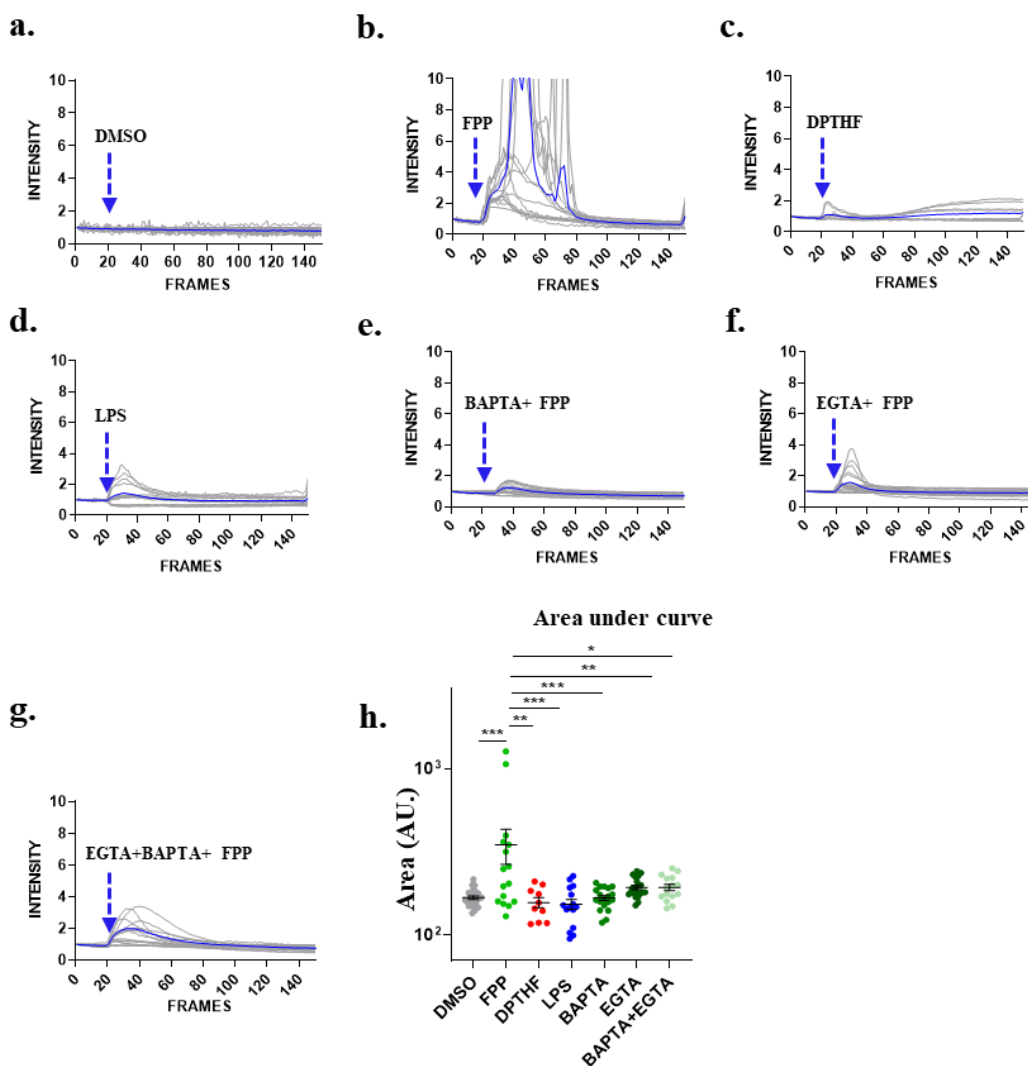 a.
10
8
6
4
2
0
INTENSITY
DMSO
0 20 40 60 80 100 120 140
FRAMES
b.
10
8
6
4
2
0
INTENSITY
FPP
0 20 40 60 80 100 120 140
FRAMES
c.
10
8
6
4
2
0
INTENSITY
DPTHF
0 20 40 60 80 100 120 140
FRAMES
d.
10
8
6
4
2
0
INTENSITY
LPS
0 20 40 60 80 100 120 140
FRAMES
e.
10
8
6
4
2
0
INTENSITY
BAPTA+ FPP
0 20 40 60 80 100 120 140
FRAMES
f.
10
8
6
4
2
0
INTENSITY
EGTA+ FPP
0 20 40 60 80 100 120 140
FRAMES
g.
10
8
6
4
2
0
INTENSITY
EGTA+BAPTA+ FPP
0 20 40 60 80 100 120 140
FRAMES
h.
Area under curve
*
**
***
***
**
***
10³
10²
Area (AU.)
DMSO
FPP
DPTHF
LPS
BAPTA
EGTA
BAPTA+EGTA